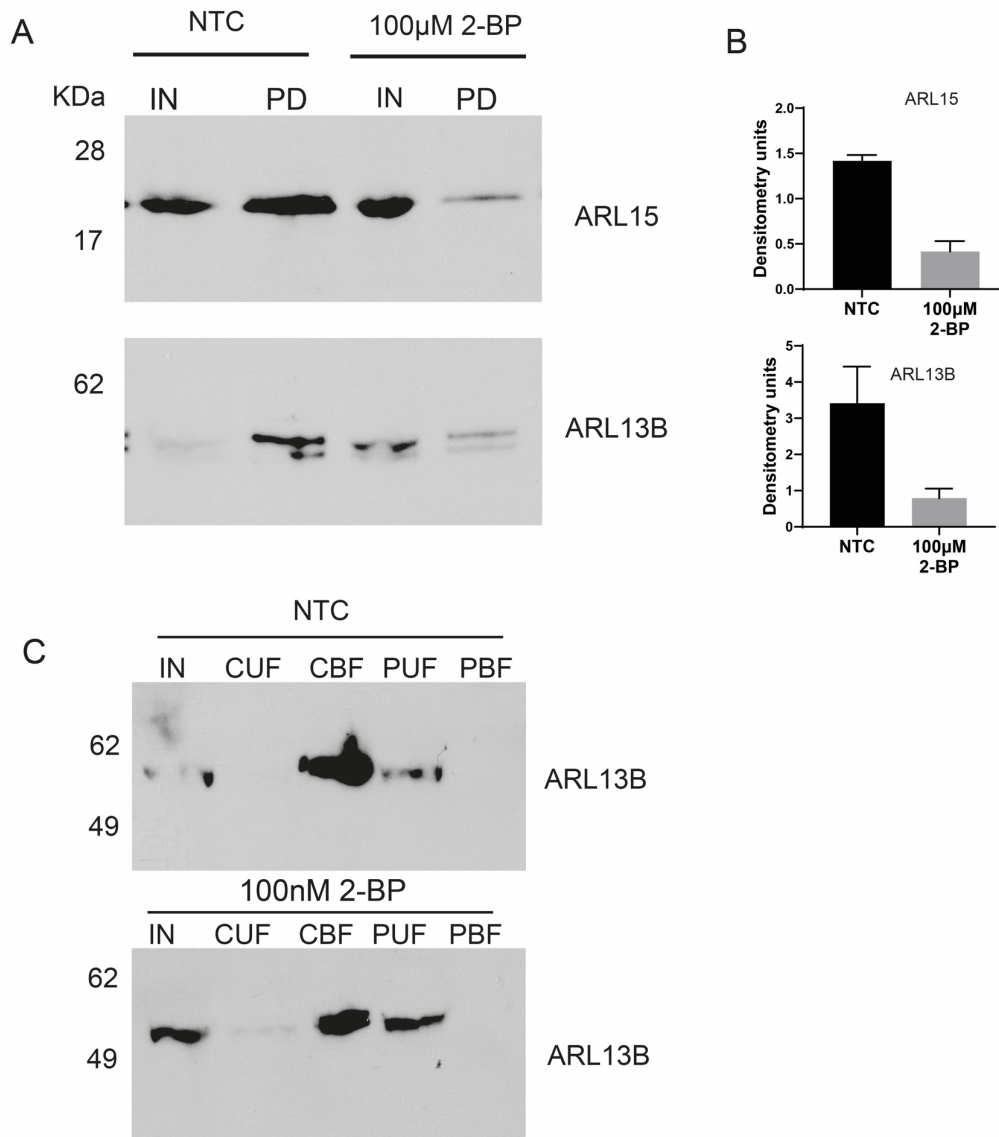 A
NTC 100µM 2-BP
KDa IN PD IN PD
28
17
ARL15
62
ARL13B
B
ARL15
Densitometry units
2.0
1.5
1.0
0.5
0.0
NTC 100µM
2-BP
ARL13B
Densitometry units
5
4
3
2
1
0
NTC 100µM
2-BP
C
NTC
IN CUF CBF PUF PBF
62
49
ARL13B
100nM 2-BP
IN CUF CBF PUF PBF
62
49
ARL13B